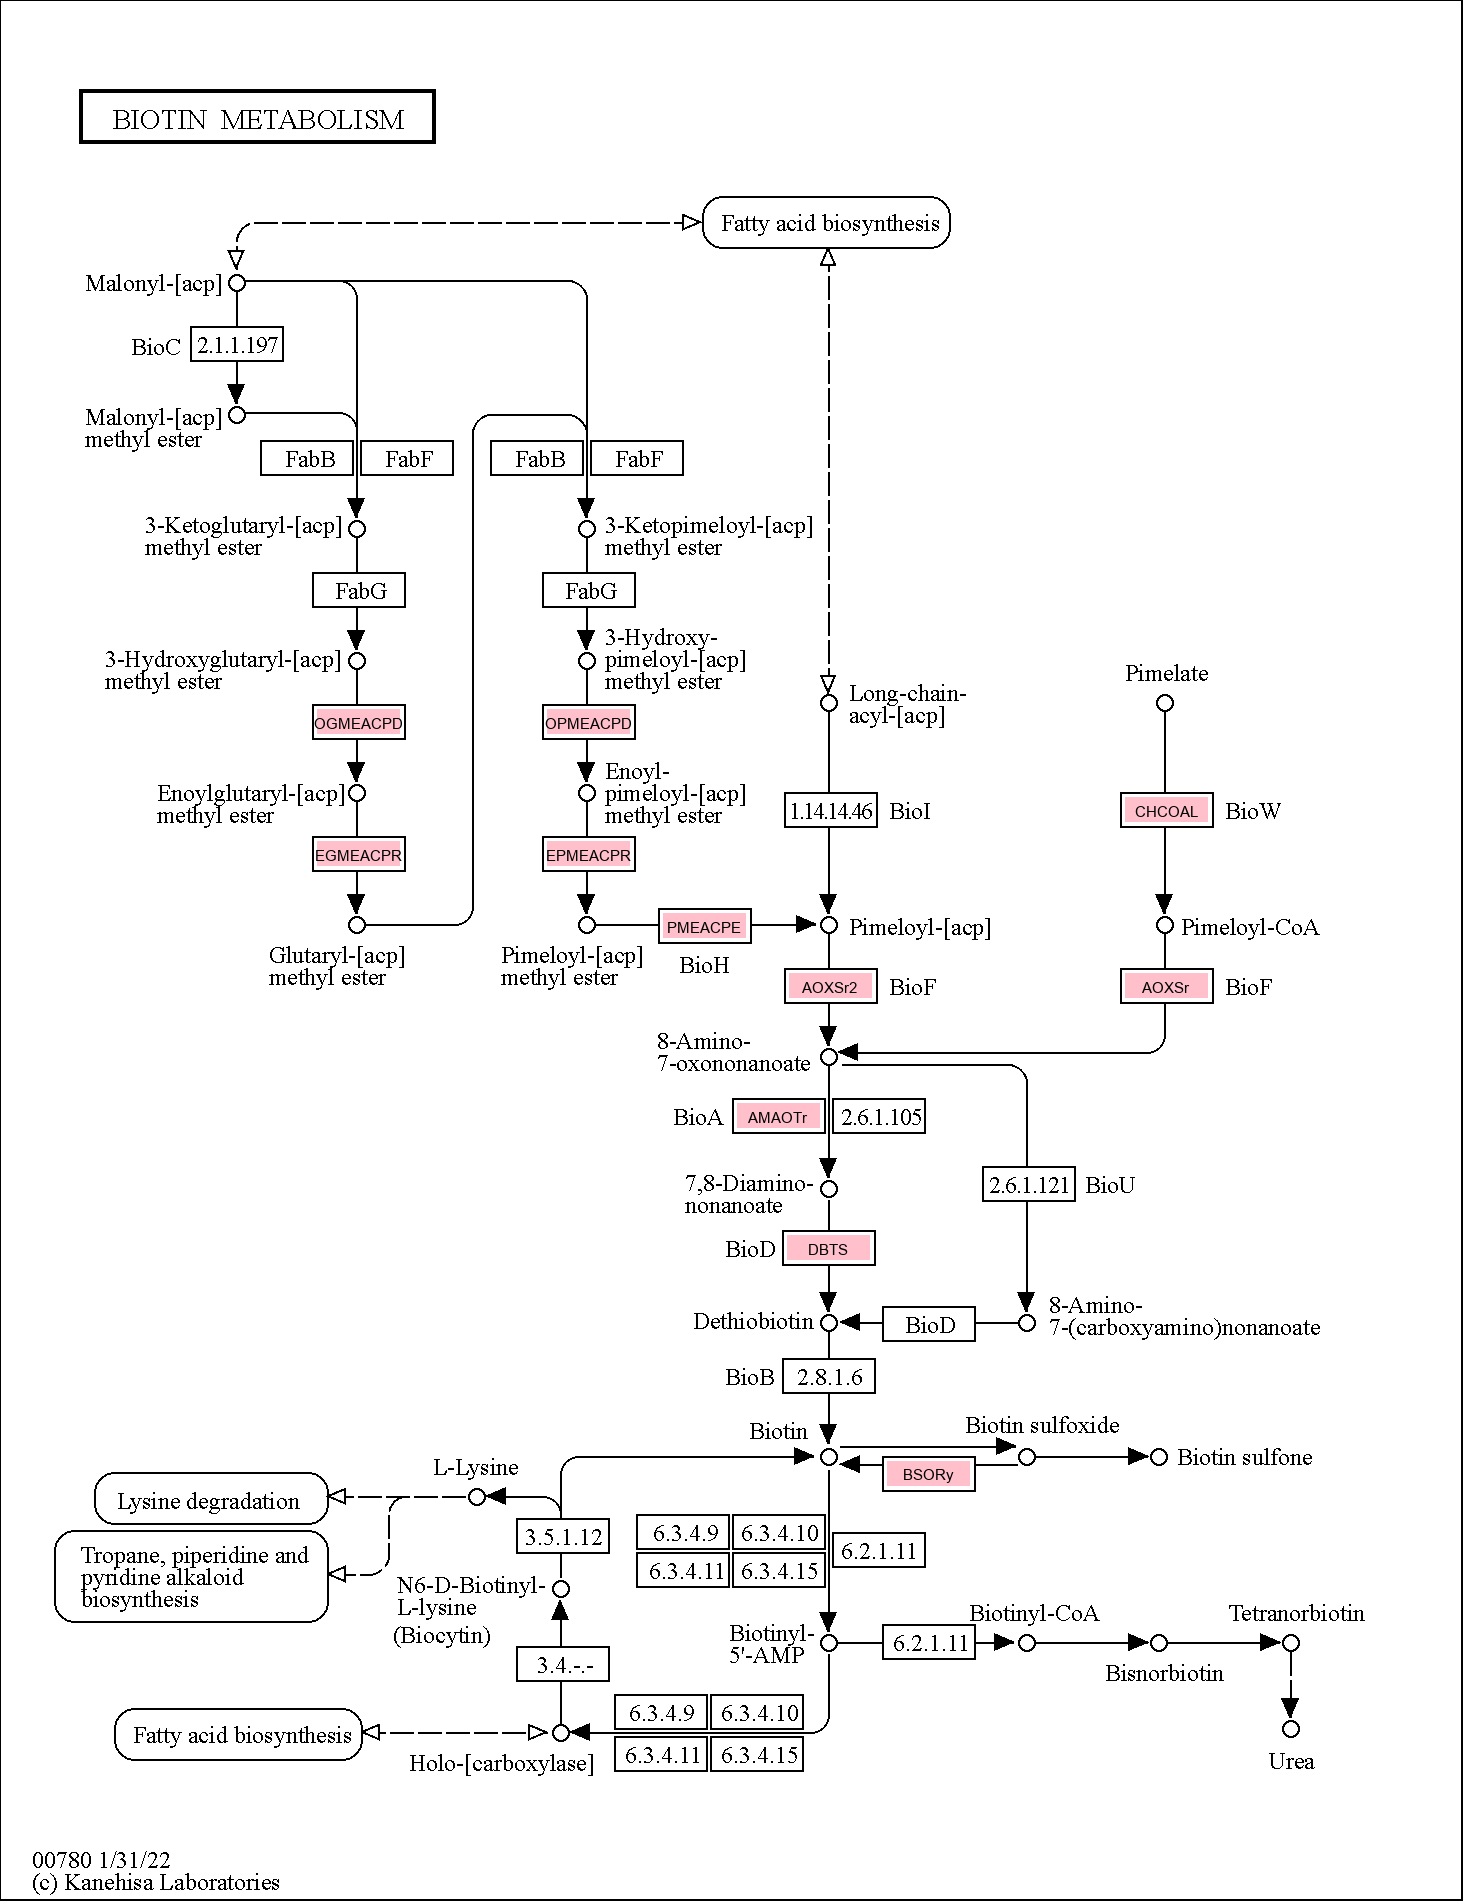 BIOTIN METABOLISM
Fatty acid biosynthesis
Malonyl-[acp]
BioC
2.1.1.197
Malonyl-[acp]
methyl ester
FabB
FabF
FabB
FabF
3-Ketoglutaryl-[acp]
methyl ester
3-Ketopimeloyl-[acp]
methyl ester
FabG
FabG
3-Hydroxyglutaryl-[acp]
methyl ester
3-Hydroxy-
pimeloyl-[acp]
methyl ester
Long-chain-
acyl-[acp]
Pimelate
OGMEACPD
OPMEACPD
Enoylglutaryl-[acp]
methyl ester
Enoyl-
pimeloyl-[acp]
methyl ester
1.14.14.46
BioI
CHCOAL
BioW
EGMEACPR
EPMEACPR
Glutaryl-[acp]
methyl ester
Pimeloyl-[acp]
methyl ester
PMEACPE
BioH
Pimeloyl-[acp]
Pimeloyl-CoA
AOXSr2
BioF
AOXSr
BioF
8-Amino-
7-oxononanoate
BioA
AMAOTr
2.6.1.105
7,8-Diamino-
nonanoate
2.6.1.121
BioU
BioD
DBTS
Dethiobiotin
BioD
8-Amino-
7-(carboxyamino)nonanoate
BioB
2.8.1.6
Biotin
Biotin sulfoxide
Biotin sulfone
BSORy
L-Lysine
Lysine degradation
3.5.1.12
6.3.4.9
6.3.4.10
6.3.4.11
6.3.4.15
6.2.1.11
Tropane, piperidine and
pyridine alkaloid
biosynthesis
N6-D-Biotinyl-
L-lysine
(Biocytin)
Biotinyl-
5'-AMP
6.2.1.11
Biotinyl-CoA
Bisnorbiotin
Tetranorbiotin
3.4.-.-
Fatty acid biosynthesis
Holo-[carboxylase]
6.3.4.9
6.3.4.10
6.3.4.11
6.3.4.15
Urea
00780 1/31/22
(c) Kanehisa Laboratories